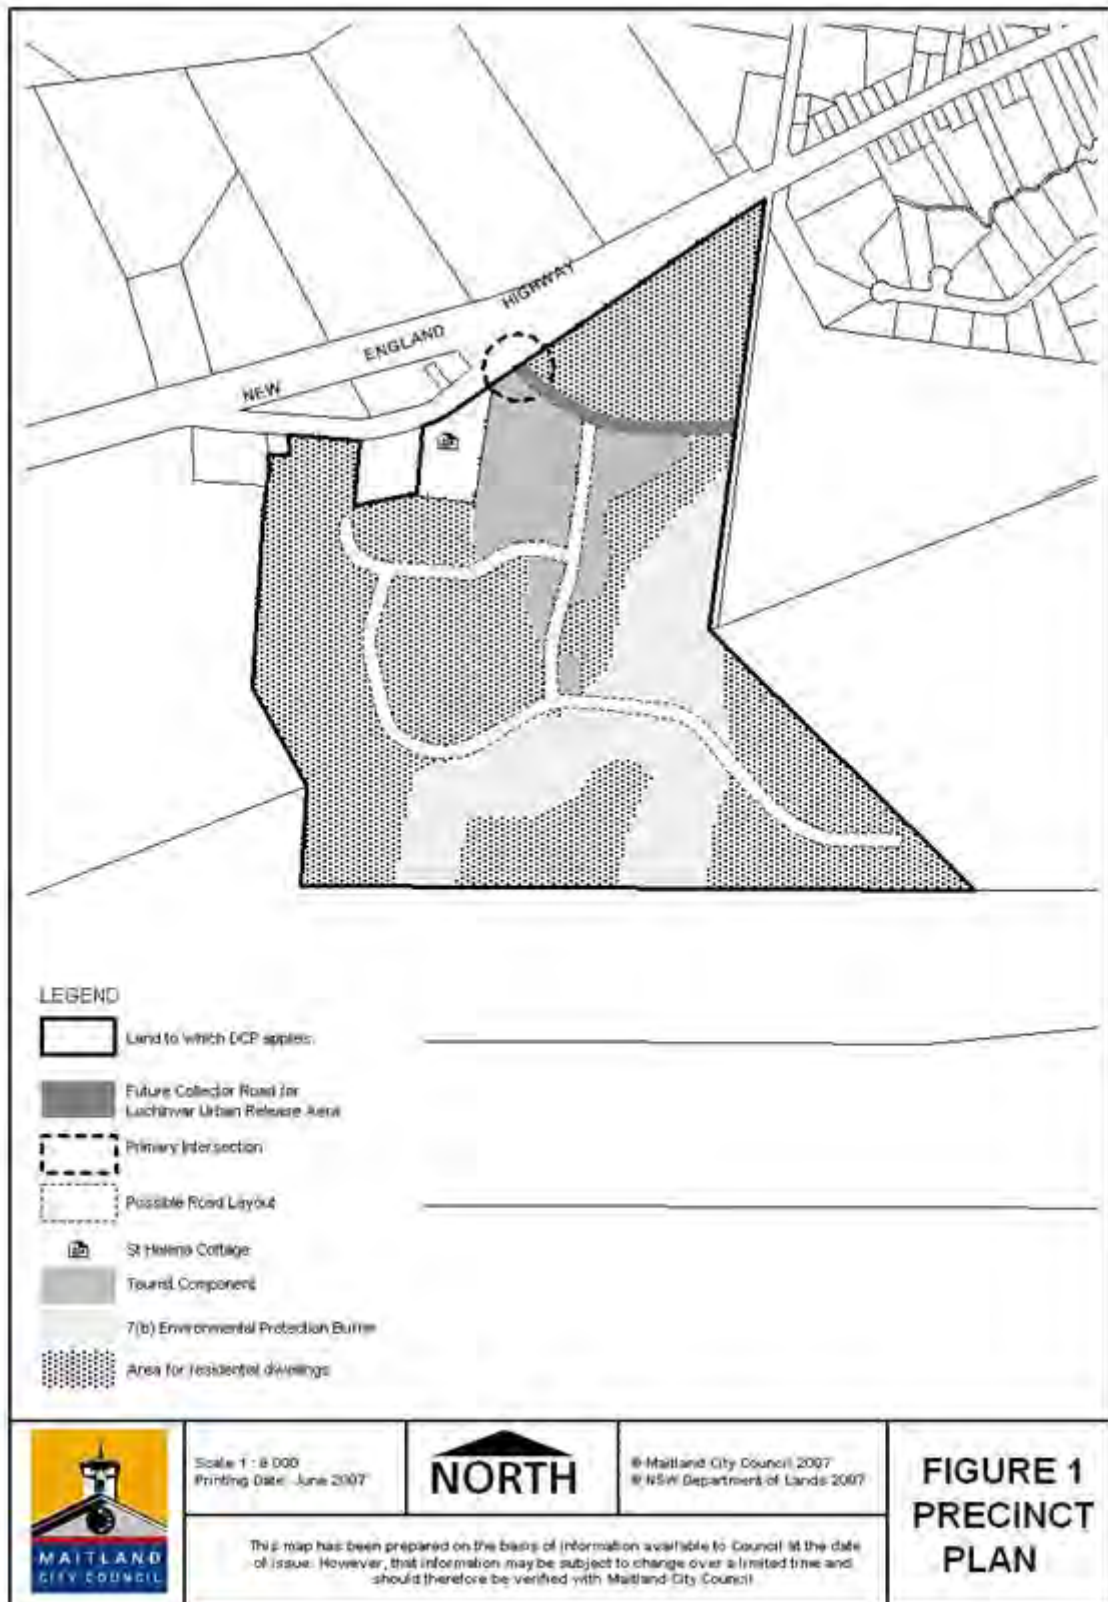 NEW ENGLAND HIGHWAY
LEGEND
Land to which DCP applies
Future Collector Road for
Lochinvar Urban Release Area
Primary Intersection
Possible Road Layout
St Helena Cottage
Tourist Component
7(b) Environmental Protection Buffer
Area for residential dwellings
MAITLAND
CITY COUNCIL
Scale 1 : 8 000
Printing Date: June 2007
NORTH
© Maitland City Council 2007
© NSW Department of Lands 2007
This map has been prepared on the basis of information available to Council at the date
of issue. However, that information may be subject to change over a limited time and
should therefore be verified with Maitland City Council
FIGURE 1
PRECINCT
PLAN